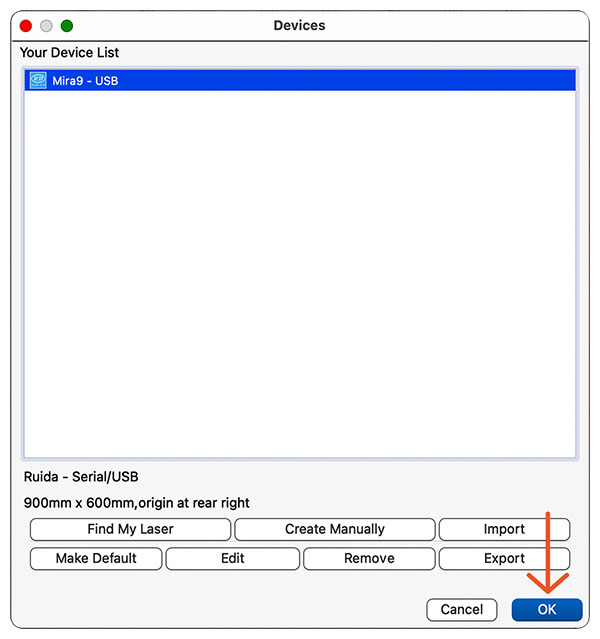 Devices
Your Device List
Mira9 - USB
Ruida - Serial/USB
900mm x 600mm,origin at rear right
Find My Laser Create Manually Import
Make Default Edit Remove Export
Cancel OK